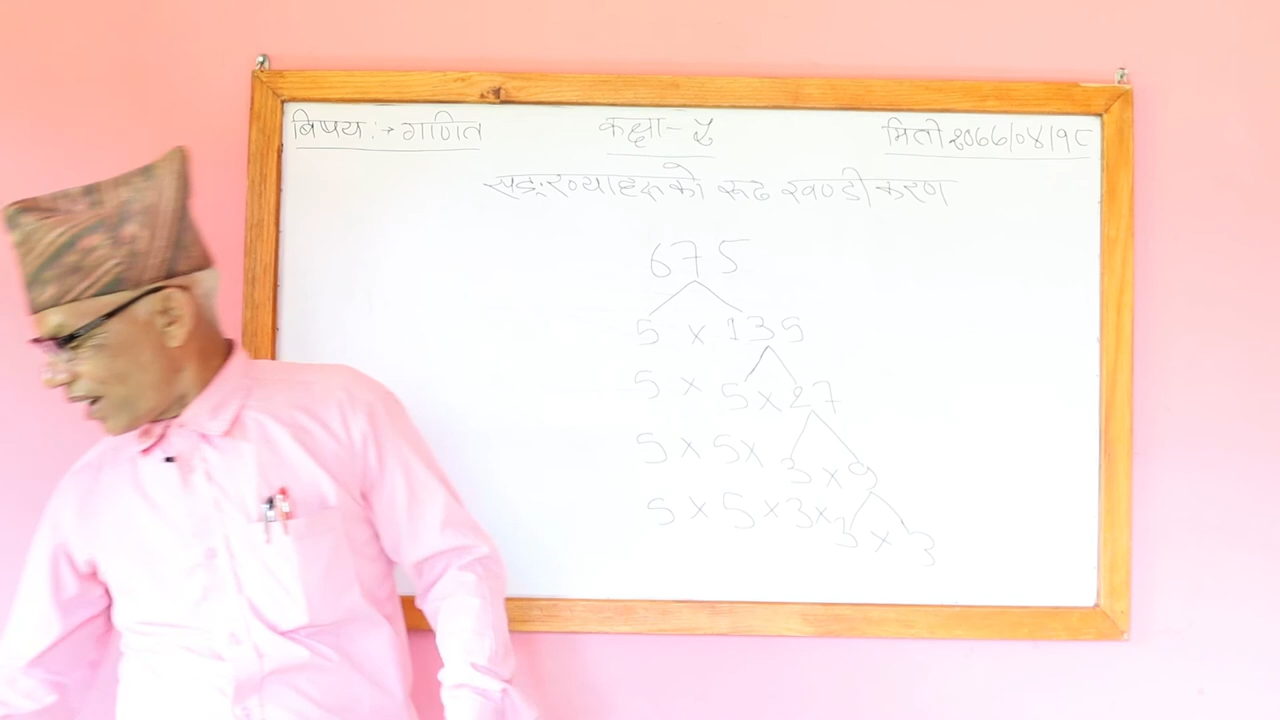 विषय :→ गणित कक्षा - ५ मिती २०७७/०४/१८
सङ्ख्याहरूको रूढ खण्डीकरण
675
5 × 135
5 × 5 × 27
5 × 5 × 3 × 9
5 × 5 × 3 × 3 × 3